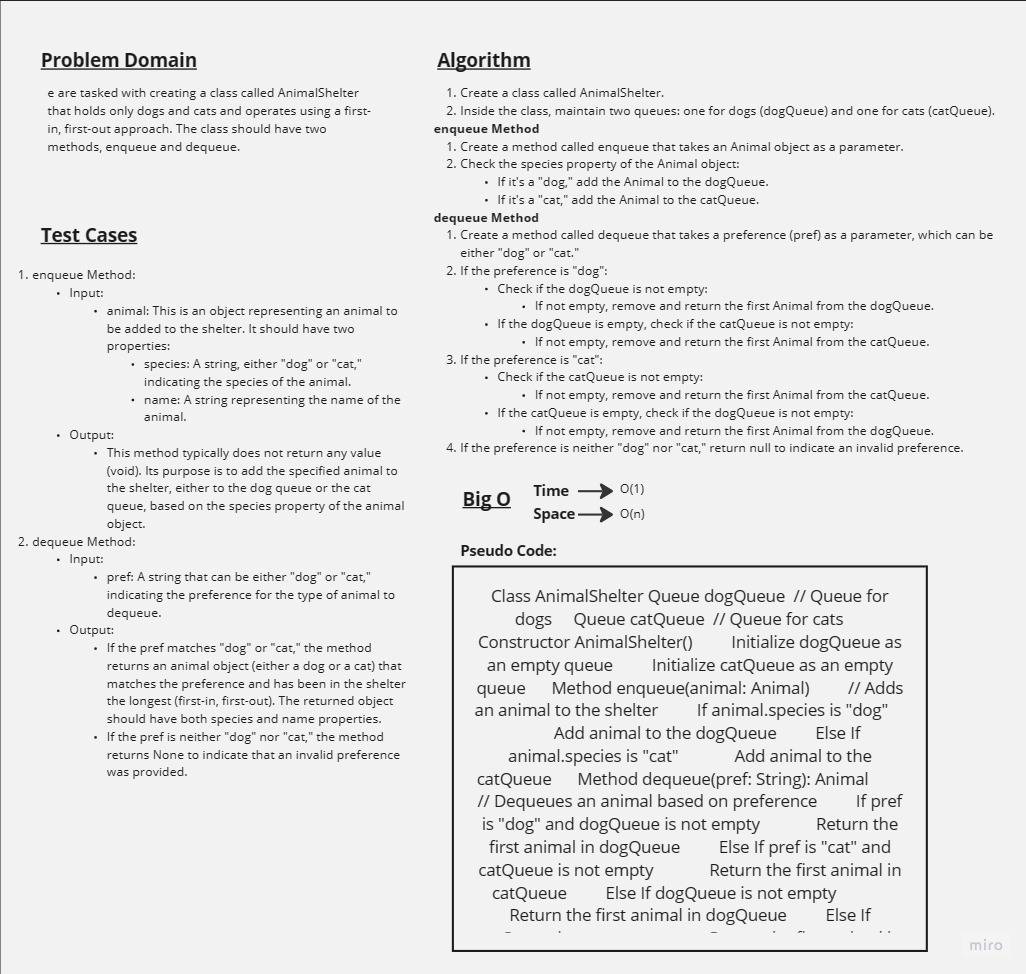 Problem Domain
e are tasked with creating a class called AnimalShelter
that holds only dogs and cats and operates using a first-
in, first-out approach. The class should have two
methods, enqueue and dequeue.
Test Cases
1. enqueue Method:
• Input:
• animal: This is an object representing an animal to
be added to the shelter. It should have two
properties:
• species: A string, either "dog" or "cat,"
indicating the species of the animal.
• name: A string representing the name of the
animal.
• Output:
• This method typically does not return any value
(void). Its purpose is to add the specified animal to
the shelter, either to the dog queue or the cat
queue, based on the species property of the animal
object.
2. dequeue Method:
• Input:
• pref: A string that can be either "dog" or "cat,"
indicating the preference for the type of animal to
dequeue.
• Output:
• If the pref matches "dog" or "cat," the method
returns an animal object (either a dog or a cat) that
matches the preference and has been in the shelter
the longest (first-in, first-out). The returned object
should have both species and name properties.
• If the pref is neither "dog" nor "cat," the method
returns None to indicate that an invalid preference
was provided.
Algorithm
1. Create a class called AnimalShelter.
2. Inside the class, maintain two queues: one for dogs (dogQueue) and one for cats (catQueue).
enqueue Method
1. Create a method called enqueue that takes an Animal object as a parameter.
2. Check the species property of the Animal object:
• If it's a "dog," add the Animal to the dogQueue.
• If it's a "cat," add the Animal to the catQueue.
dequeue Method
1. Create a method called dequeue that takes a preference (pref) as a parameter, which can be
either "dog" or "cat."
2. If the preference is "dog":
• Check if the dogQueue is not empty:
• If not empty, remove and return the first Animal from the dogQueue.
• If the dogQueue is empty, check if the catQueue is not empty:
• If not empty, remove and return the first Animal from the catQueue.
3. If the preference is "cat":
• Check if the catQueue is not empty:
• If not empty, remove and return the first Animal from the catQueue.
• If the catQueue is empty, check if the dogQueue is not empty:
• If not empty, remove and return the first Animal from the dogQueue.
4. If the preference is neither "dog" nor "cat," return null to indicate an invalid preference.
Big O
Time O(1)
Space O(n)
Pseudo Code:
Class AnimalShelter Queue dogQueue // Queue for
dogs Queue catQueue // Queue for cats
Constructor AnimalShelter() Initialize dogQueue as
an empty queue Initialize catQueue as an empty
queue Method enqueue(animal: Animal) // Adds
an animal to the shelter If animal.species is "dog"
Add animal to the dogQueue Else If
animal.species is "cat" Add animal to the
catQueue Method dequeue(pref: String): Animal
// Dequeues an animal based on preference If pref
is "dog" and dogQueue is not empty Return the
first animal in dogQueue Else If pref is "cat" and
catQueue is not empty Return the first animal in
catQueue Else If dogQueue is not empty
Return the first animal in dogQueue Else If
miro